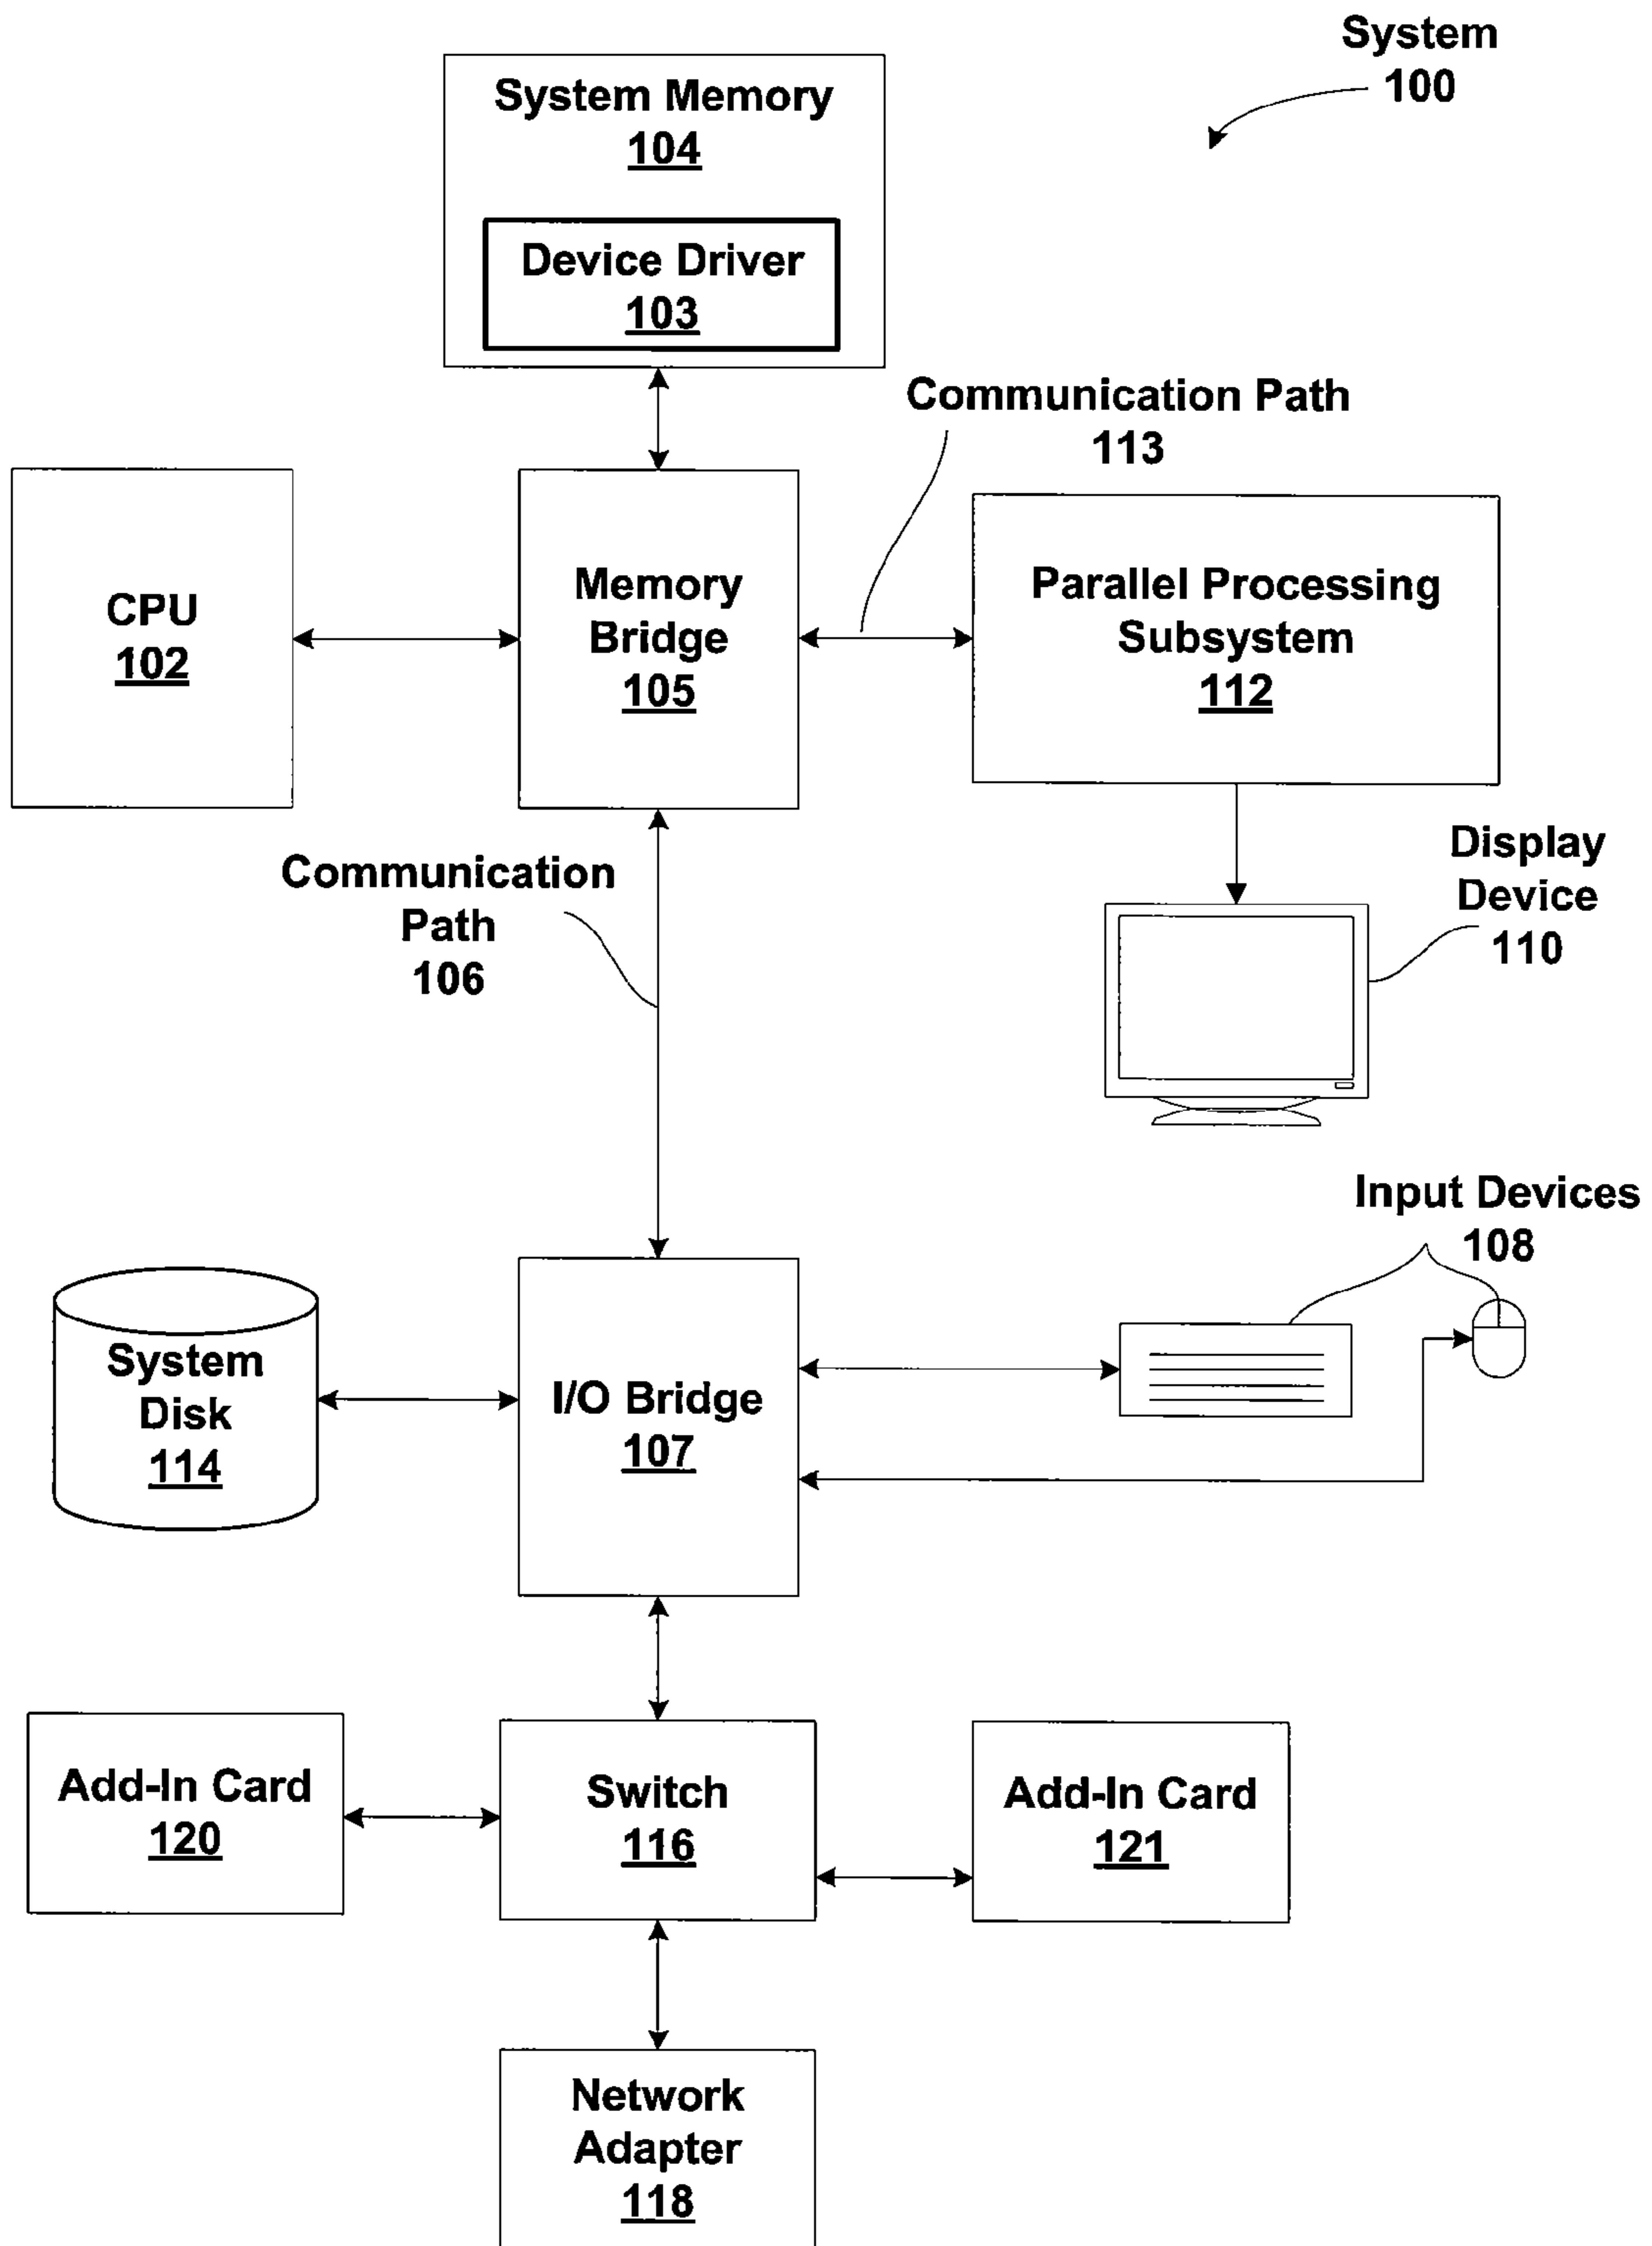 System
100
System Memory
104
Device Driver
103
Communication Path
113
CPU
102
Memory
Bridge
105
Parallel Processing
Subsystem
112
Communication
Path
106
Display
Device
110
Input Devices
108
System
Disk
114
I/O Bridge
107
Add-In Card
120
Switch
116
Add-In Card
121
Network
Adapter
118